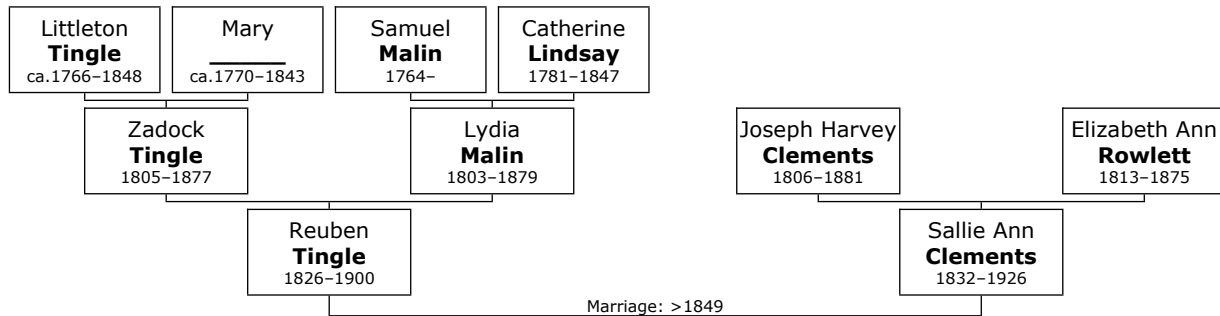 Littleton
Tingle
ca.1766–1848
Mary
______
ca.1770–1843
Samuel
Malin
1764–
Catherine
Lindsay
1781–1847
Zadock
Tingle
1805–1877
Lydia
Malin
1803–1879
Joseph Harvey
Clements
1806–1881
Elizabeth Ann
Rowlett
1813–1875
Reuben
Tingle
1826–1900
Sallie Ann
Clements
1832–1926
Marriage: >1849